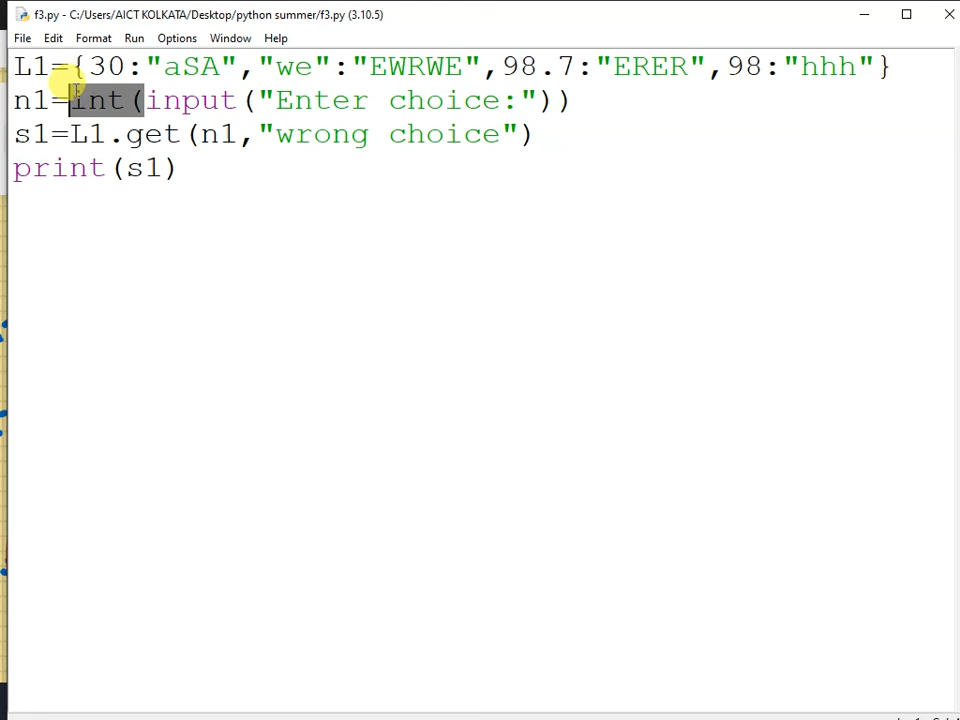 f3.py - C:/Users/AICT KOLKATA/Desktop/python summer/f3.py (3.10.5)
File Edit Format Run Options Window Help
L1={30:"aSA","we":"EWRWE",98.7:"ERER",98:"hhh"}
n1=int(input("Enter choice:"))
s1=L1.get(n1,"wrong choice")
print(s1)